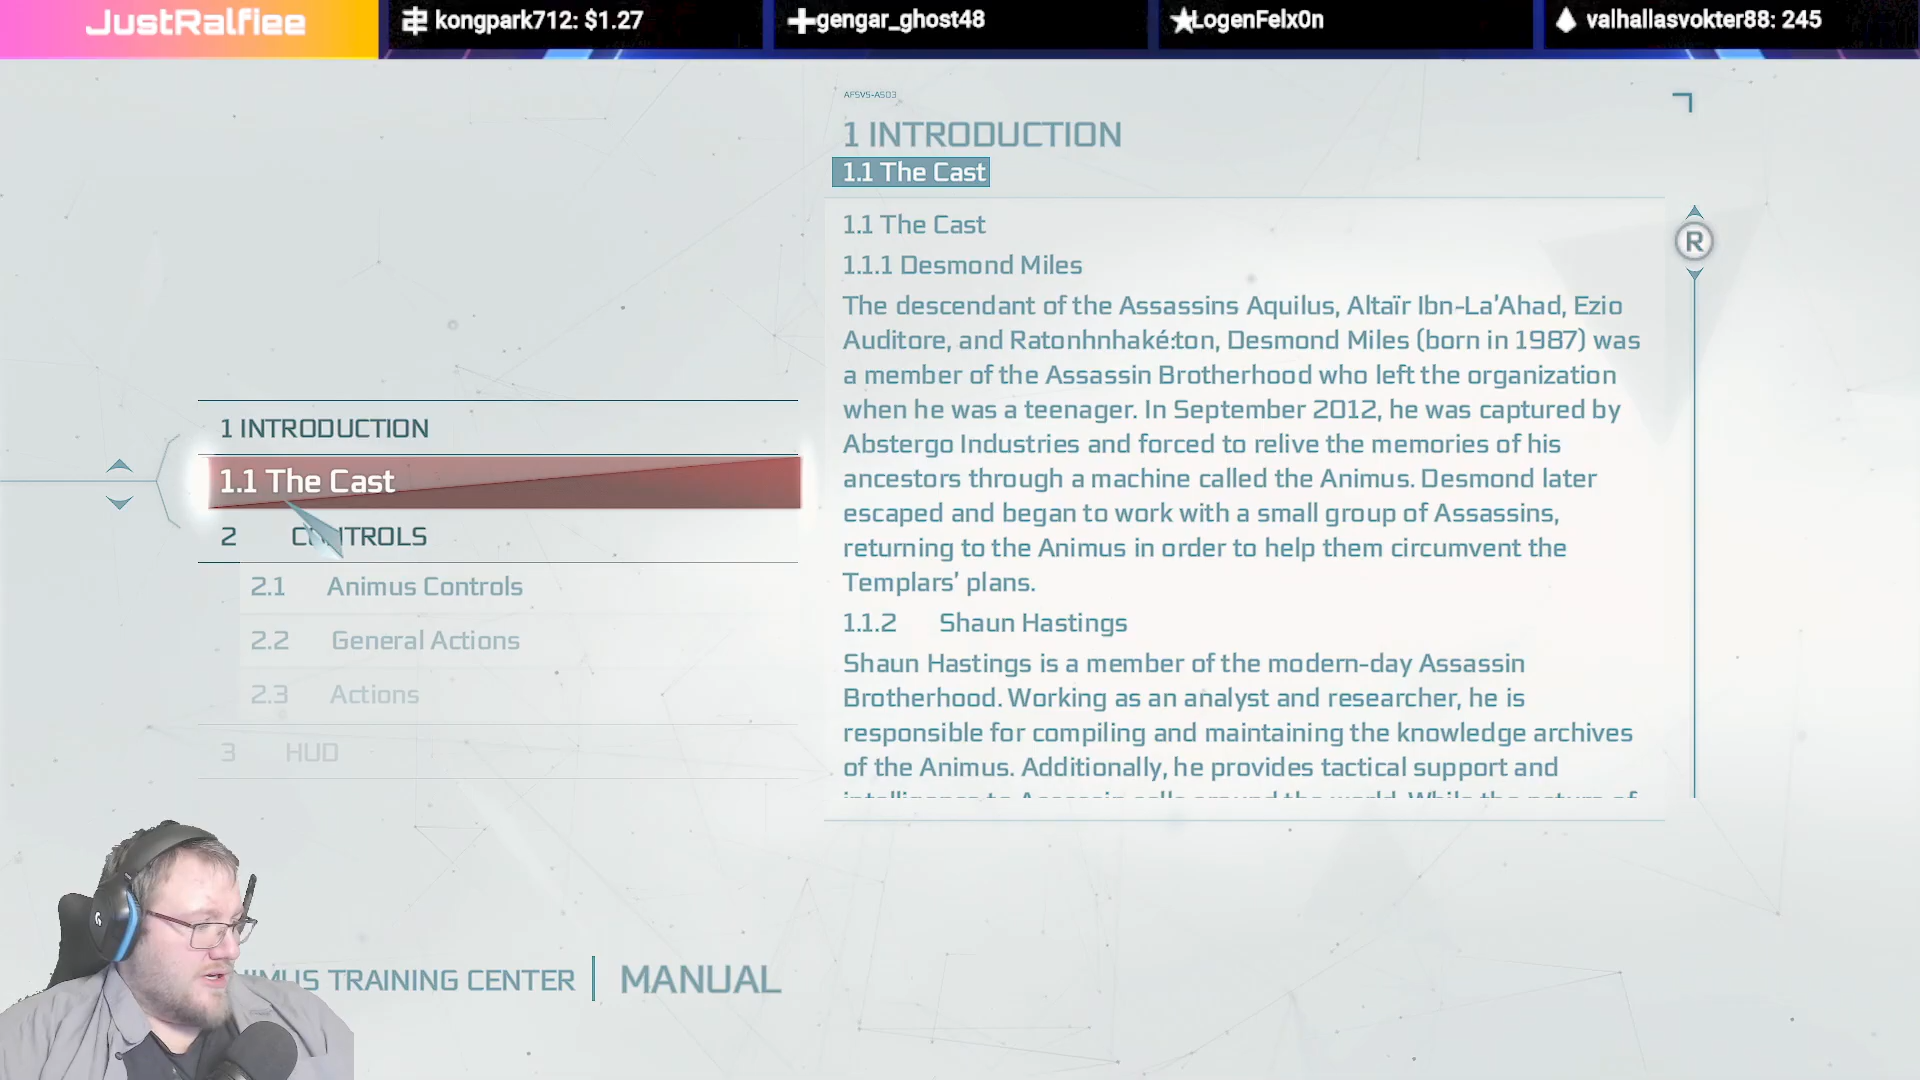 JustRalfiee
kongpark712: $1.27
gengar_ghost48
LogenFelx0n
valhallasvokter88: 245
AFSVS-AS03
1 INTRODUCTION
1.1 The Cast
1.1 The Cast
1.1.1 Desmond Miles
The descendant of the Assassins Aquilus, Altaïr Ibn-La'Ahad, Ezio
Auditore, and Ratonhnhaké:ton, Desmond Miles (born in 1987) was
a member of the Assassin Brotherhood who left the organization
when he was a teenager. In September 2012, he was captured by
Abstergo Industries and forced to relive the memories of his
ancestors through a machine called the Animus. Desmond later
escaped and began to work with a small group of Assassins,
returning to the Animus in order to help them circumvent the
Templars’ plans.
1.1.2 Shaun Hastings
Shaun Hastings is a member of the modern-day Assassin
Brotherhood. Working as an analyst and researcher, he is
responsible for compiling and maintaining the knowledge archives
of the Animus. Additionally, he provides tactical support and
R
1 INTRODUCTION
1.1 The Cast
2 CONTROLS
2.1 Animus Controls
2.2 General Actions
2.3 Actions
3 HUD
TRAINING CENTER
MANUAL